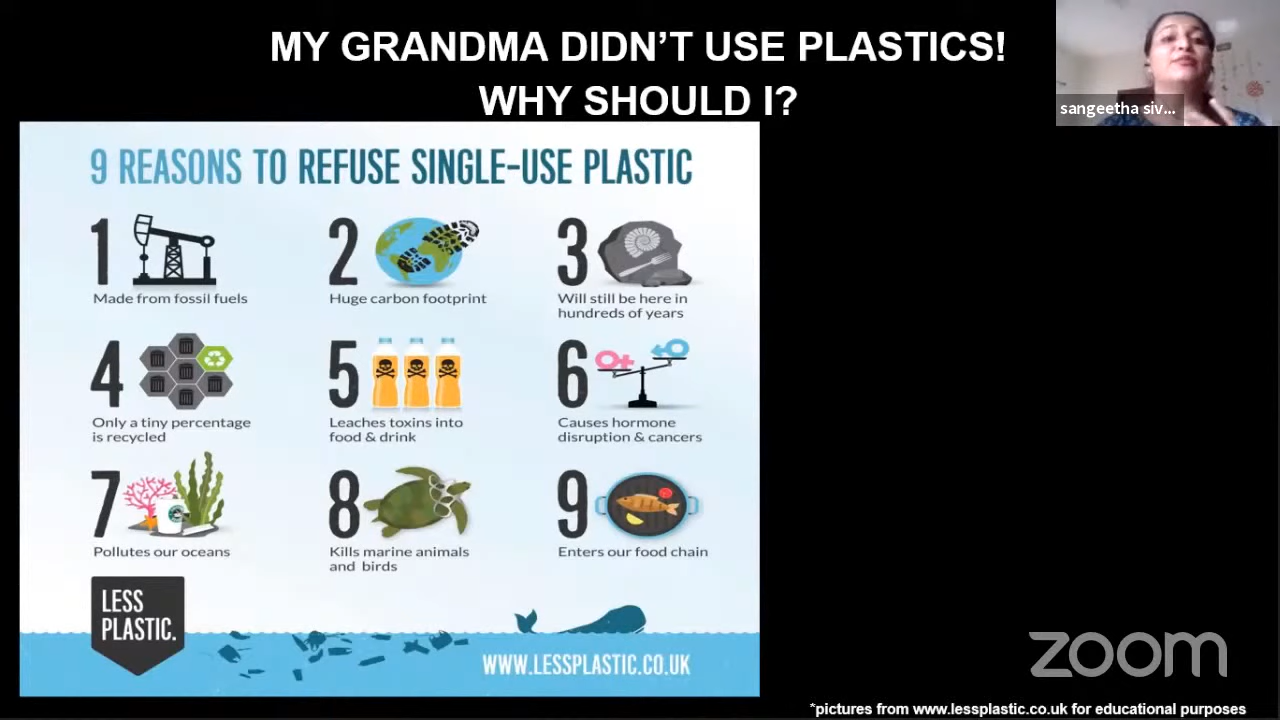 MY GRANDMA DIDN'T USE PLASTICS!
WHY SHOULD I?
sangeetha siv...
9 REASONS TO REFUSE SINGLE-USE PLASTIC
1
Made from fossil fuels
2
Huge carbon footprint
3
Will still be here in
hundreds of years
4
Only a tiny percentage
is recycled
5
Leaches toxins into
food & drink
6
Causes hormone
disruption & cancers
7
Pollutes our oceans
8
Kills marine animals
and birds
9
Enters our food chain
LESS
PLASTIC.
WWW.LESSPLASTIC.CO.UK
zoom
*pictures from www.lessplastic.co.uk for educational purposes